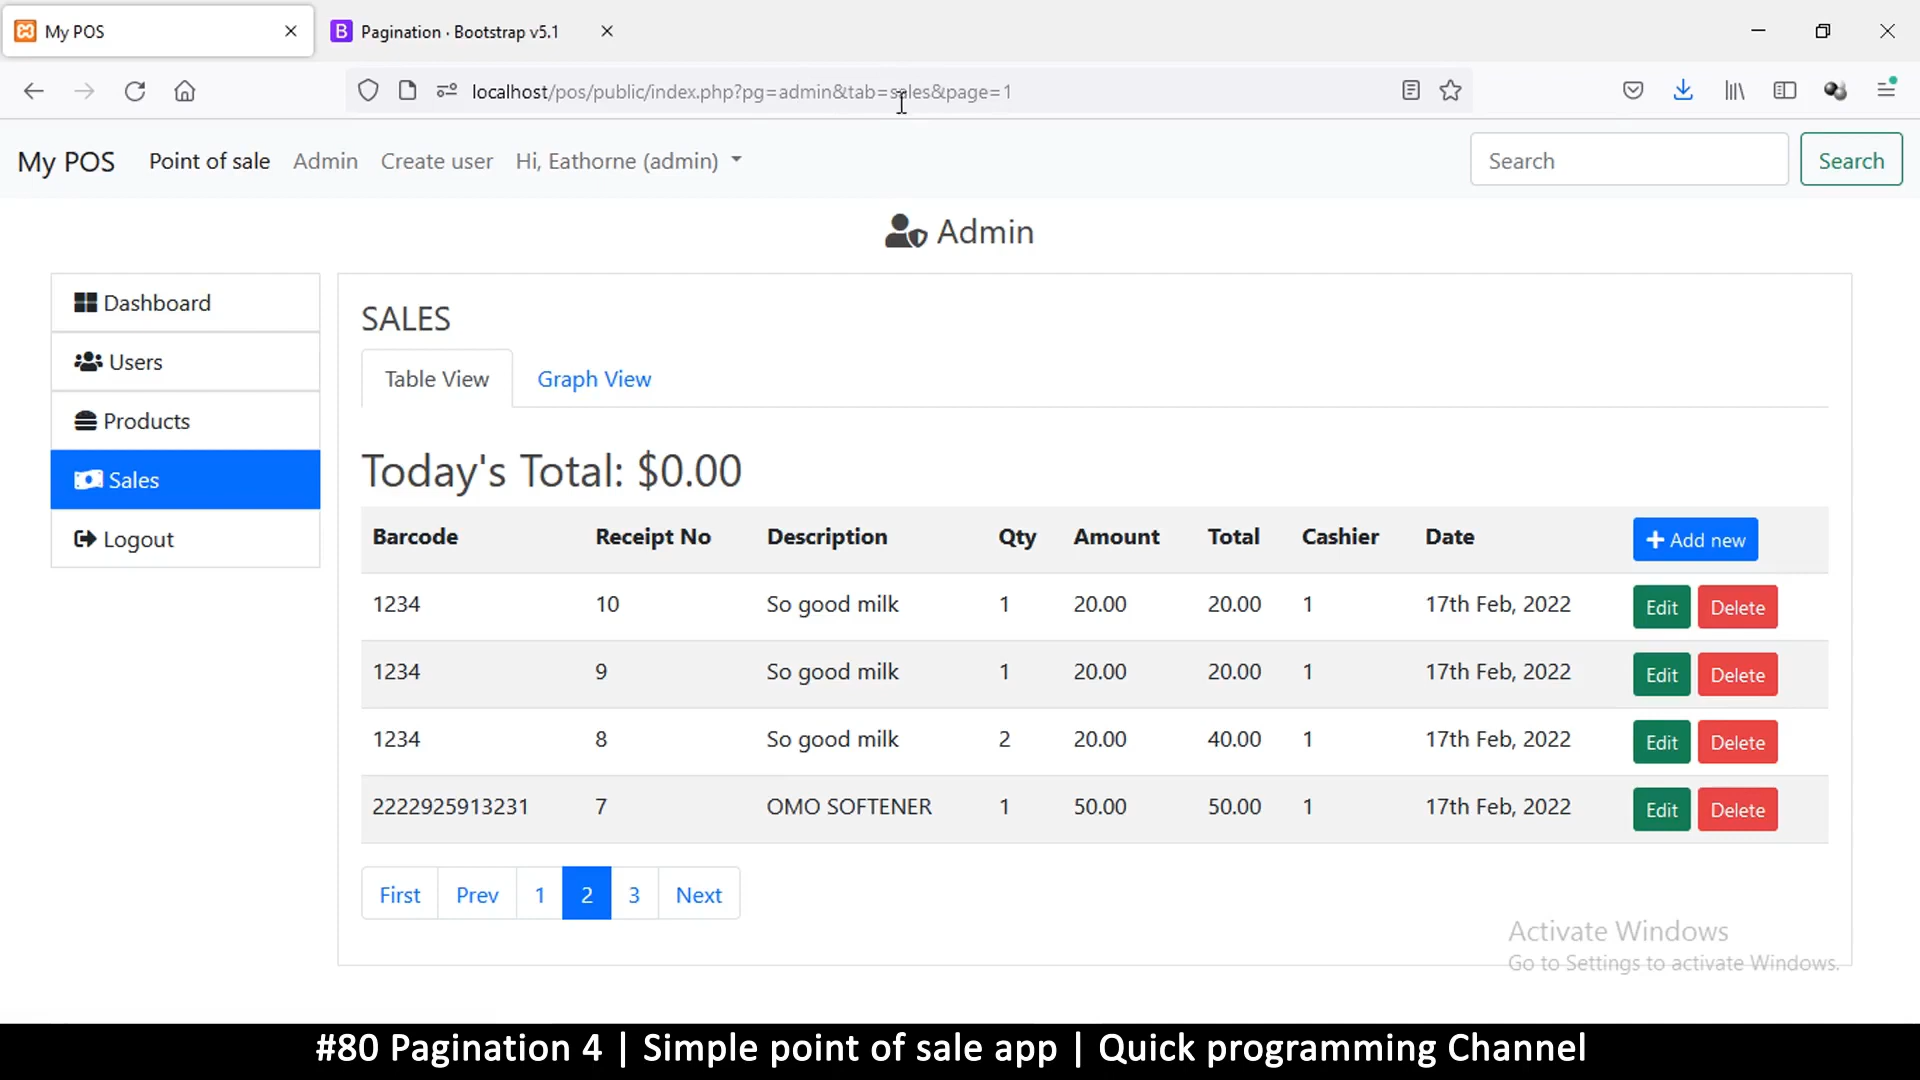 My POS
Pagination · Bootstrap v5.1
localhost/pos/public/index.php?pg=admin&tab=sales&page=1
My POS Point of sale Admin Create user Hi, Eathorne (admin) Search Search
Admin
Dashboard
Users
Products
Sales
Logout
SALES
Table View Graph View
Today's Total: $0.00
Barcode Receipt No Description Qty Amount Total Cashier Date + Add new
1234 10 So good milk 1 20.00 20.00 1 17th Feb, 2022 Edit Delete
1234 9 So good milk 1 20.00 20.00 1 17th Feb, 2022 Edit Delete
1234 8 So good milk 2 20.00 40.00 1 17th Feb, 2022 Edit Delete
2222925913231 7 OMO SOFTENER 1 50.00 50.00 1 17th Feb, 2022 Edit Delete
First Prev 1 2 3 Next
Activate Windows
Go to Settings to activate Windows.
#80 Pagination 4 | Simple point of sale app | Quick programming Channel